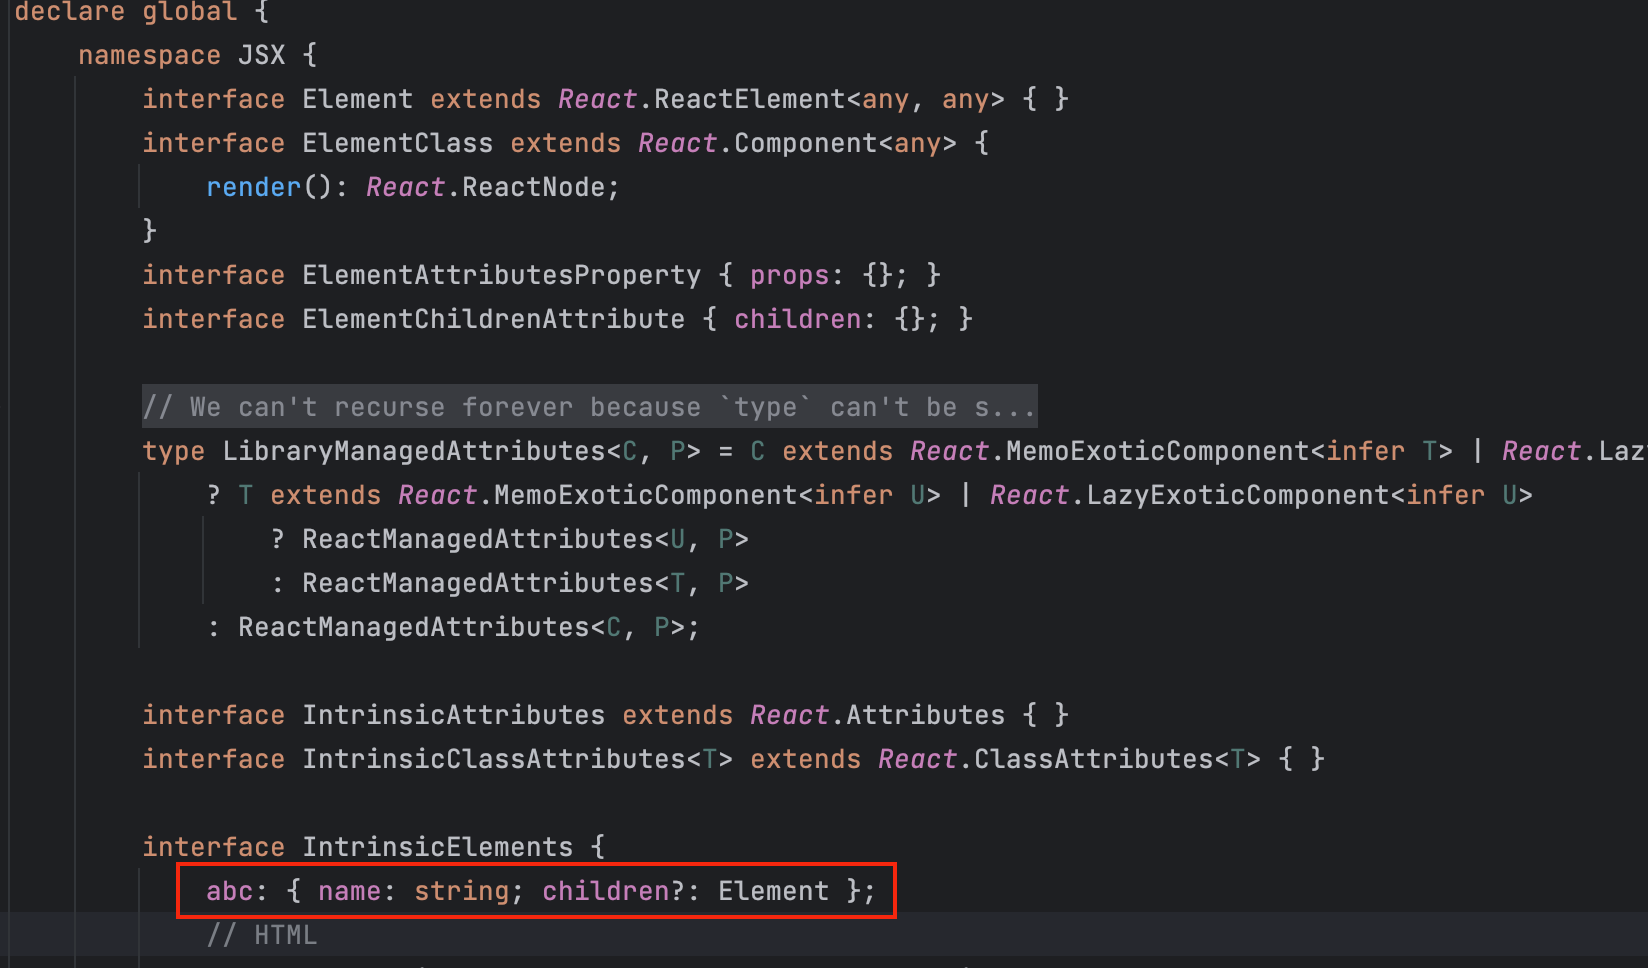 declare global {
namespace JSX {
interface Element extends React.ReactElement<any, any> { }
interface ElementClass extends React.Component<any> {
render(): React.ReactNode;
}
interface ElementAttributesProperty { props: {}; }
interface ElementChildrenAttribute { children: {}; }
// We can't recurse forever because `type` can't be s...
type LibraryManagedAttributes<C, P> = C extends React.MemoExoticComponent<infer T> | React.Laz
? T extends React.MemoExoticComponent<infer U> | React.LazyExoticComponent<infer U>
? ReactManagedAttributes<U, P>
: ReactManagedAttributes<T, P>
: ReactManagedAttributes<C, P>;
interface IntrinsicAttributes extends React.Attributes { }
interface IntrinsicClassAttributes<T> extends React.ClassAttributes<T> { }
interface IntrinsicElements {
abc: { name: string; children?: Element };
// HTML